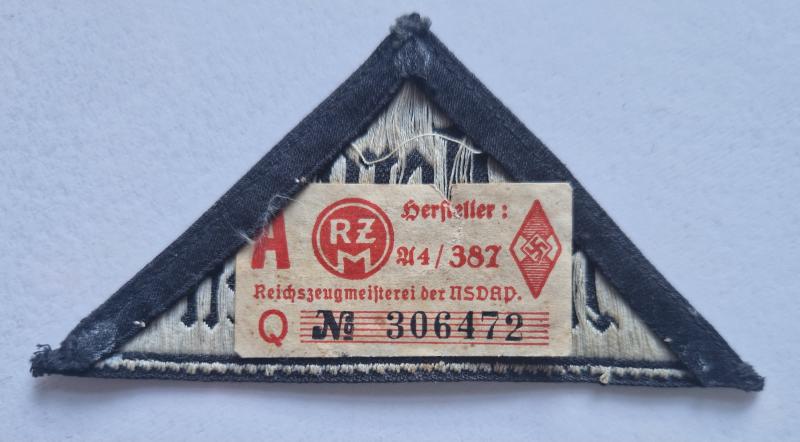 A RZM Hersteller :
A4 / 387
Reichszeugmeisterei der NSDAP.
Q No 306472